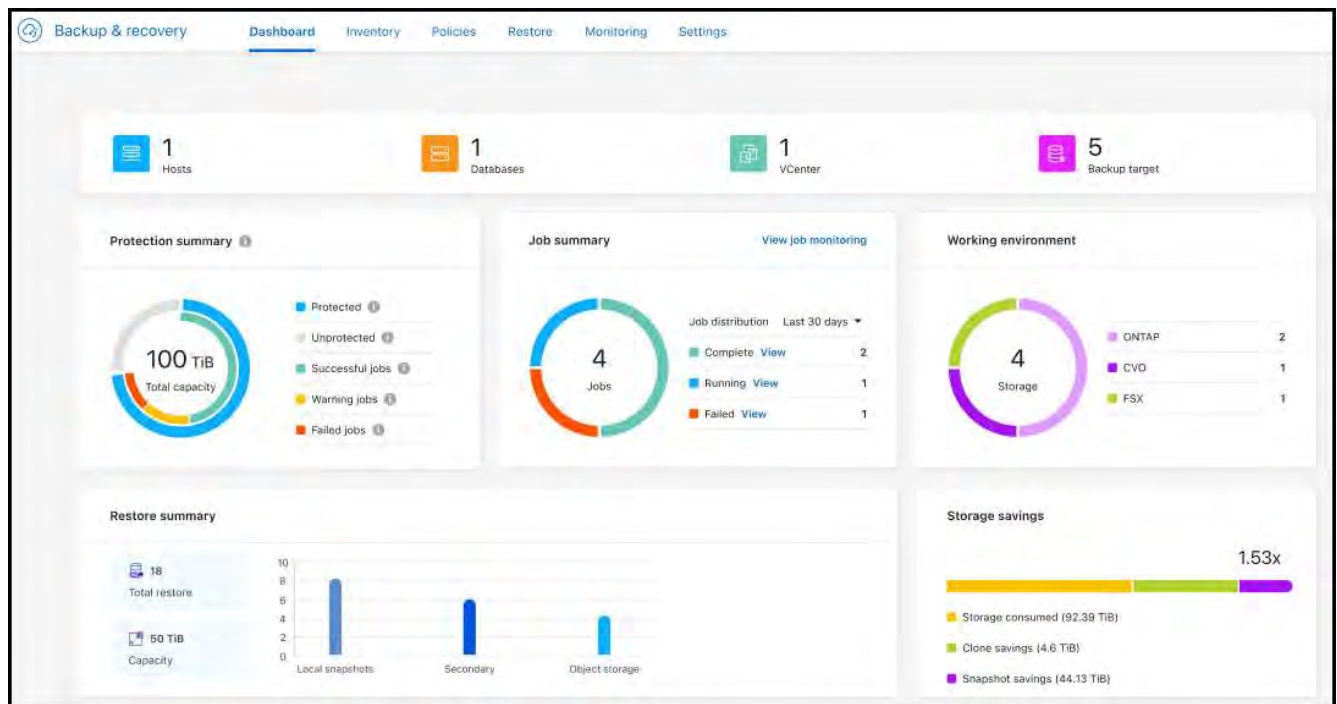 Backup & recovery Dashboard Inventory Policies Restore Monitoring Settings
1
Hosts
1
Databases
1
VCenter
5
Backup target
Protection summary
100 TiB
Total capacity
Protected
Unprotected
Successful jobs
Warning jobs
Failed jobs
Job summary View job monitoring
4
Jobs
Job distribution Last 30 days
Complete View 2
Running View 1
Failed View 1
Working environment
4
Storage
ONTAP 2
CVO 1
FSX 1
Restore summary
18
Total restore
50 TiB
Capacity
10
8
6
4
2
0
Local snapshots Secondary Object storage
Storage savings
1.53x
Storage consumed (92.39 TiB)
Clone savings (4.6 TiB)
Snapshot savings (44.13 TiB)